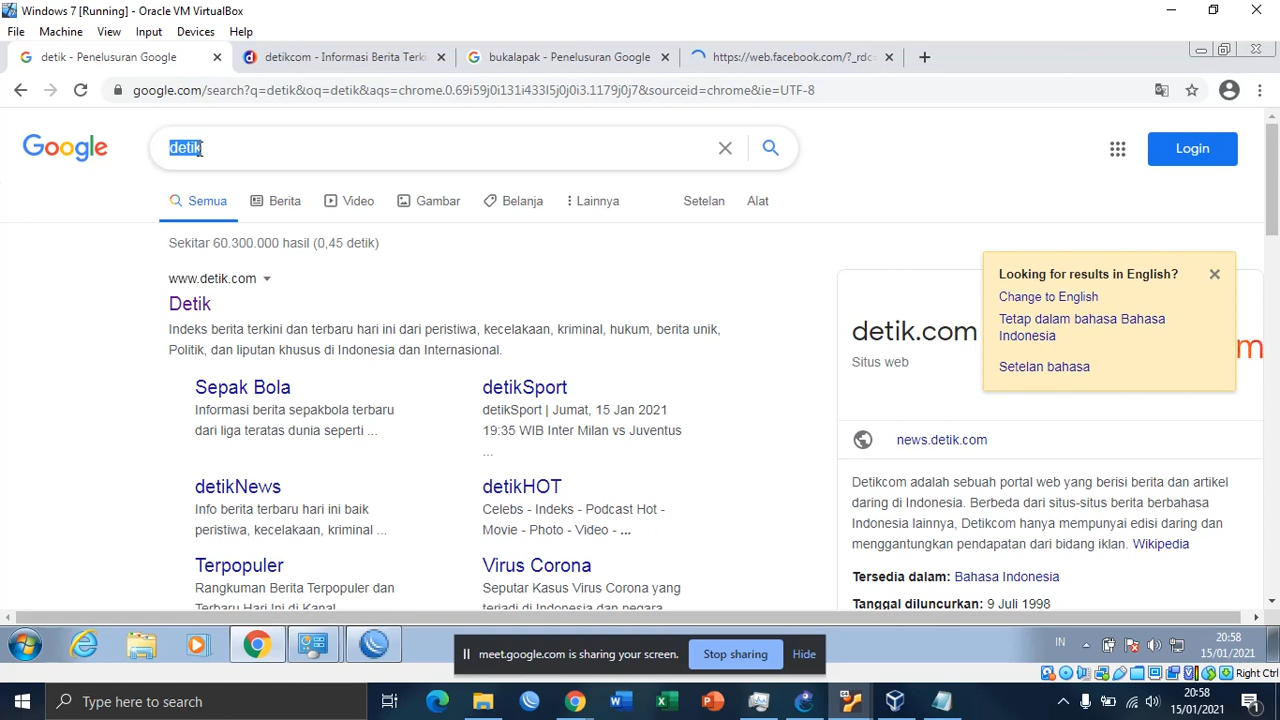 Windows 7 [Running] - Oracle VM VirtualBox
File Machine View Input Devices Help
detik - Penelusuran Google
detikcom - Informasi Berita Terki
bukalapak - Penelusuran Google
https://web.facebook.com/?_rdc
google.com/search?q=detik&oq=detik&aqs=chrome.0.69i59j0i131i433l5j0j0i3.1179j0j7&sourceid=chrome&ie=UTF-8
Google
detik
Login
Semua Berita Video Gambar Belanja Lainnya Setelan Alat
Sekitar 60.300.000 hasil (0,45 detik)
www.detik.com
Detik
Indeks berita terkini dan terbaru hari ini dari peristiwa, kecelakaan, kriminal, hukum, berita unik,
Politik, dan liputan khusus di Indonesia dan Internasional.
Sepak Bola
Informasi berita sepakbola terbaru
dari liga teratas dunia seperti ...
detikSport
detikSport | Jumat, 15 Jan 2021
19:35 WIB Inter Milan vs Juventus
...
detikNews
Info berita terbaru hari ini baik
peristiwa, kecelakaan, kriminal ...
detikHOT
Celebs - Indeks - Podcast Hot -
Movie - Photo - Video - ...
Terpopuler
Rangkuman Berita Terpopuler dan
Terbaru Hari Ini di Kanal
Virus Corona
Seputar Kasus Virus Corona yang
terjadi di Indonesia dan negara
Looking for results in English?
Change to English
Tetap dalam bahasa Bahasa
Indonesia
Setelan bahasa
detik.com
m
Situs web
news.detik.com
Detikcom adalah sebuah portal web yang berisi berita dan artikel
daring di Indonesia. Berbeda dari situs-situs berita berbahasa
Indonesia lainnya, Detikcom hanya mempunyai edisi daring dan
menggantungkan pendapatan dari bidang iklan. Wikipedia
Tersedia dalam: Bahasa Indonesia
Tanggal diluncurkan: 9 Juli 1998
meet.google.com is sharing your screen.
Stop sharing
Hide
IN
20:58
15/01/2021
Right Ctrl
Type here to search
20:58
15/01/2021
1